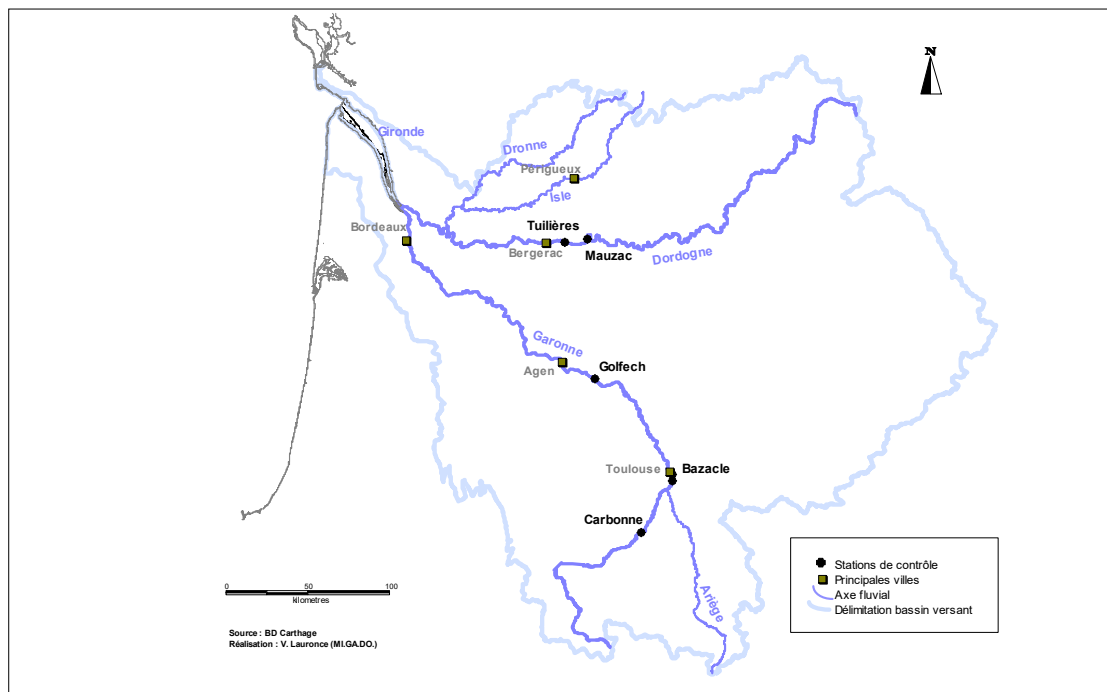 N
Gironde
Dronne
Périgueux
Isle
Bordeaux
Tuilières
Bergerac
Mauzac
Dordogne
Garonne
Agen
Golfech
Toulouse
Bazacle
Carbonne
Ariège
Stations de contrôle
Principales villes
Axe fluvial
Délimitation bassin versant
0 50 100
kilometres
Source : BD Carthage
Réalisation : V. Lauronce (MI.GA.DO.)